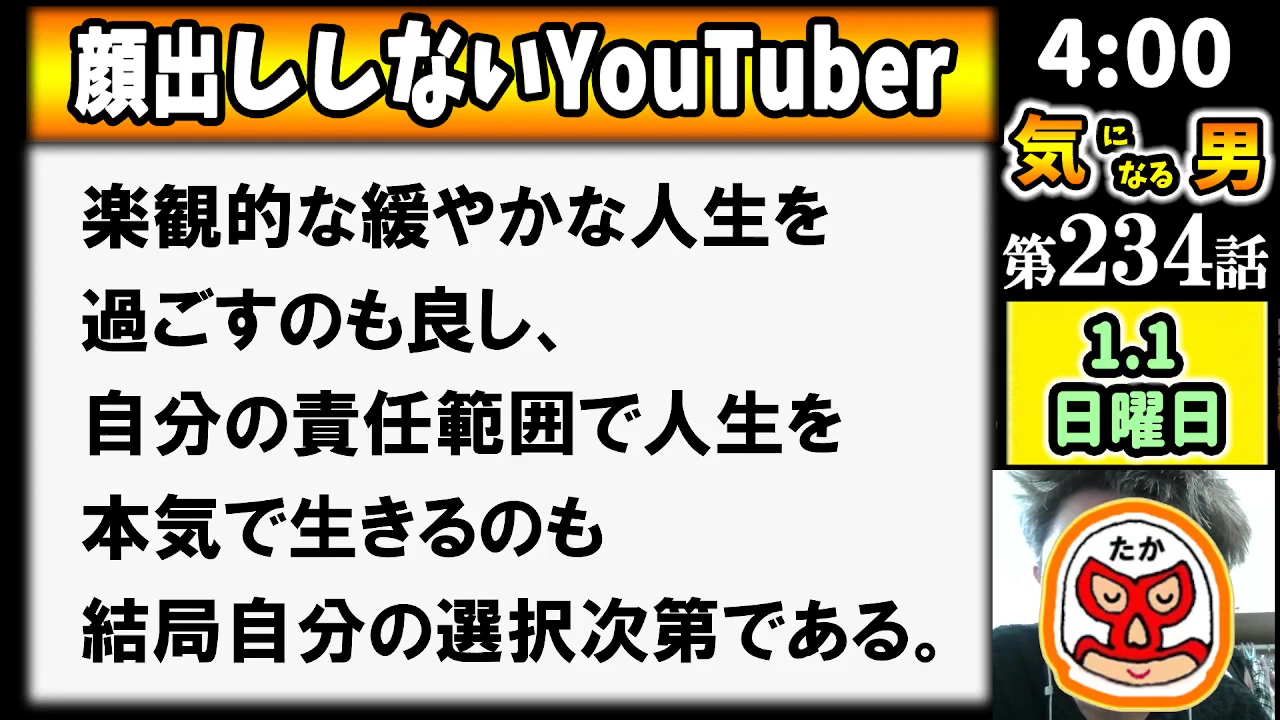 顔出ししないYouTuber
楽観的な緩やかな人生を
過ごすのも良し、
自分の責任範囲で人生を
本気で生きるのも
結局自分の選択次第である。
4:00
気になる男
第234話
1.1
日曜日
たか